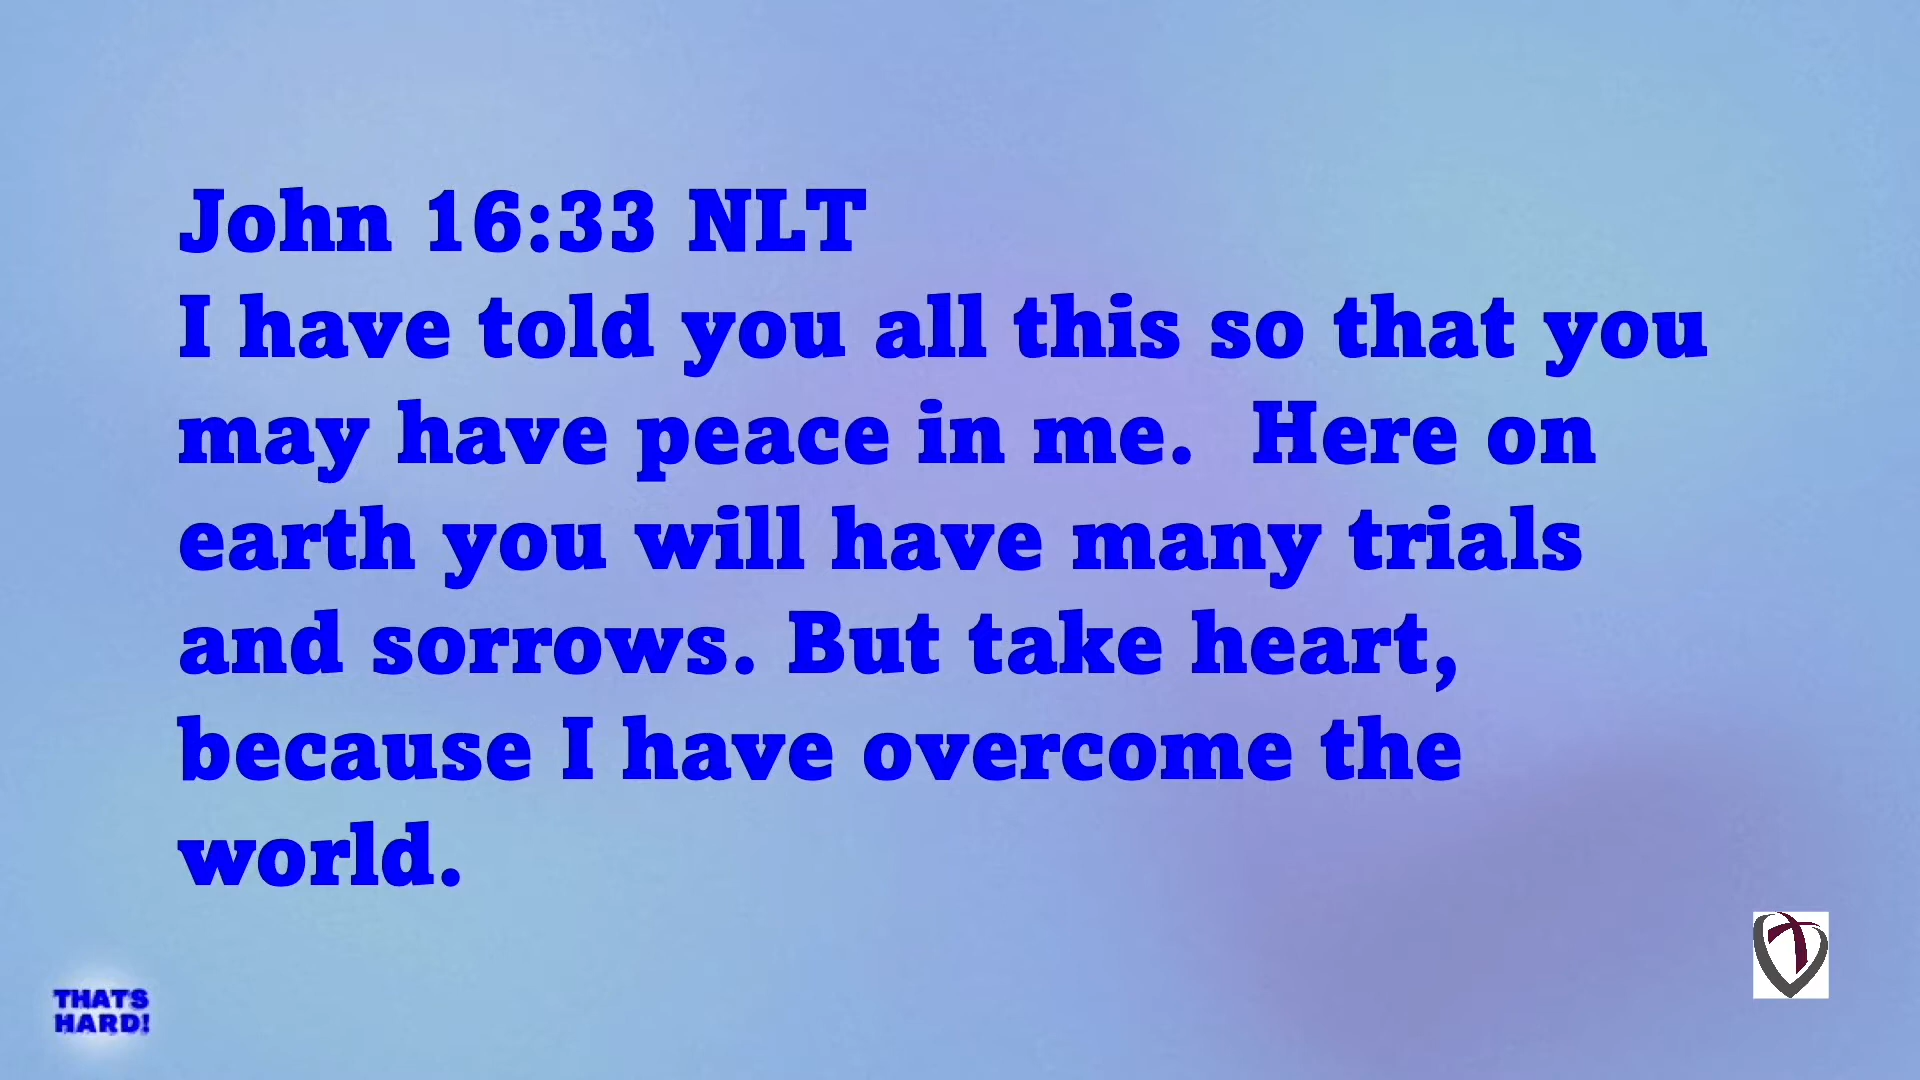 John 16:33 NLT
I have told you all this so that you
may have peace in me.  Here on
earth you will have many trials
and sorrows. But take heart,
because I have overcome the
world.
THATS
HARD!